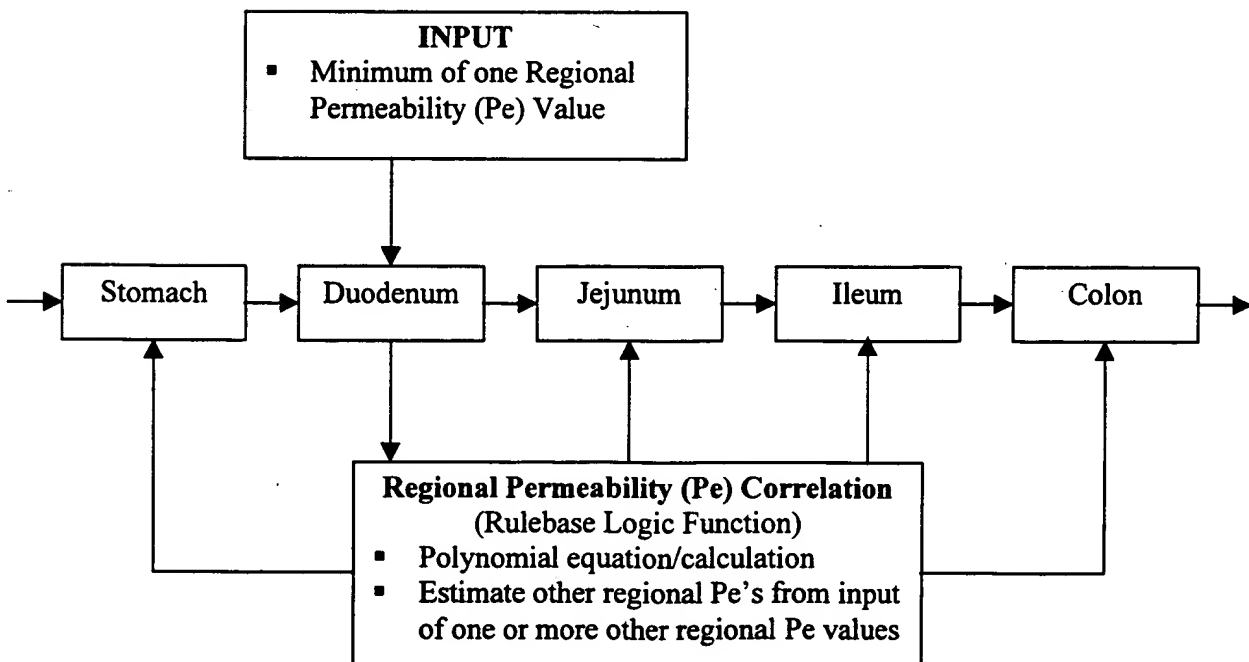 INPUT
▪ Minimum of one Regional
Permeability (Pe) Value
Stomach
Duodenum
Jejunum
Ileum
Colon
Regional Permeability (Pe) Correlation
(Rulebase Logic Function)
▪ Polynomial equation/calculation
▪ Estimate other regional Pe's from input
of one or more other regional Pe values